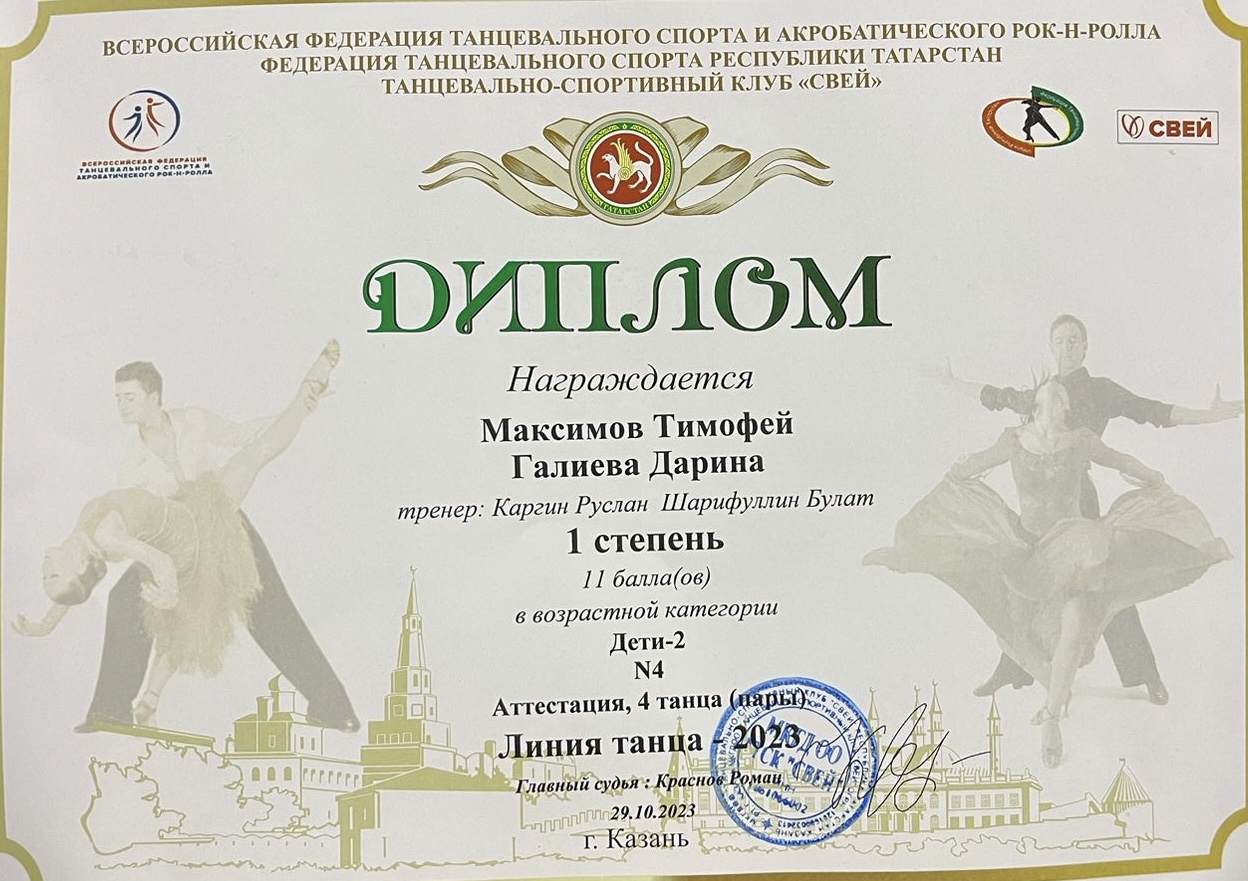 ВСЕРОССИЙСКАЯ ФЕДЕРАЦИЯ ТАНЦЕВАЛЬНОГО СПОРТА И АКРОБАТИЧЕСКОГО РОК-Н-РОЛЛА
ФЕДЕРАЦИЯ ТАНЦЕВАЛЬНОГО СПОРТА РЕСПУБЛИКИ ТАТАРСТАН
ТАНЦЕВАЛЬНО-СПОРТИВНЫЙ КЛУБ «СВЕЙ»
ВСЕРОССИЙСКАЯ ФЕДЕРАЦИЯ
ТАНЦЕВАЛЬНОГО СПОРТА И
АКРОБАТИЧЕСКОГО РОК-Н-РОЛЛА
СВЕЙ
ТАТАРСТАН
ДИПЛОМ
Награждается
Максимов Тимофей
Галиева Дарина
тренер: Каргин Руслан Шарифуллин Булат
1 степень
11 балла(ов)
в возрастной категории
Дети-2
N4
Аттестация, 4 танца (пары)
Линия танца - 2023
Главный судья : Краснов Роман
29.10.2023
г. Казань
"СВЕЙ"